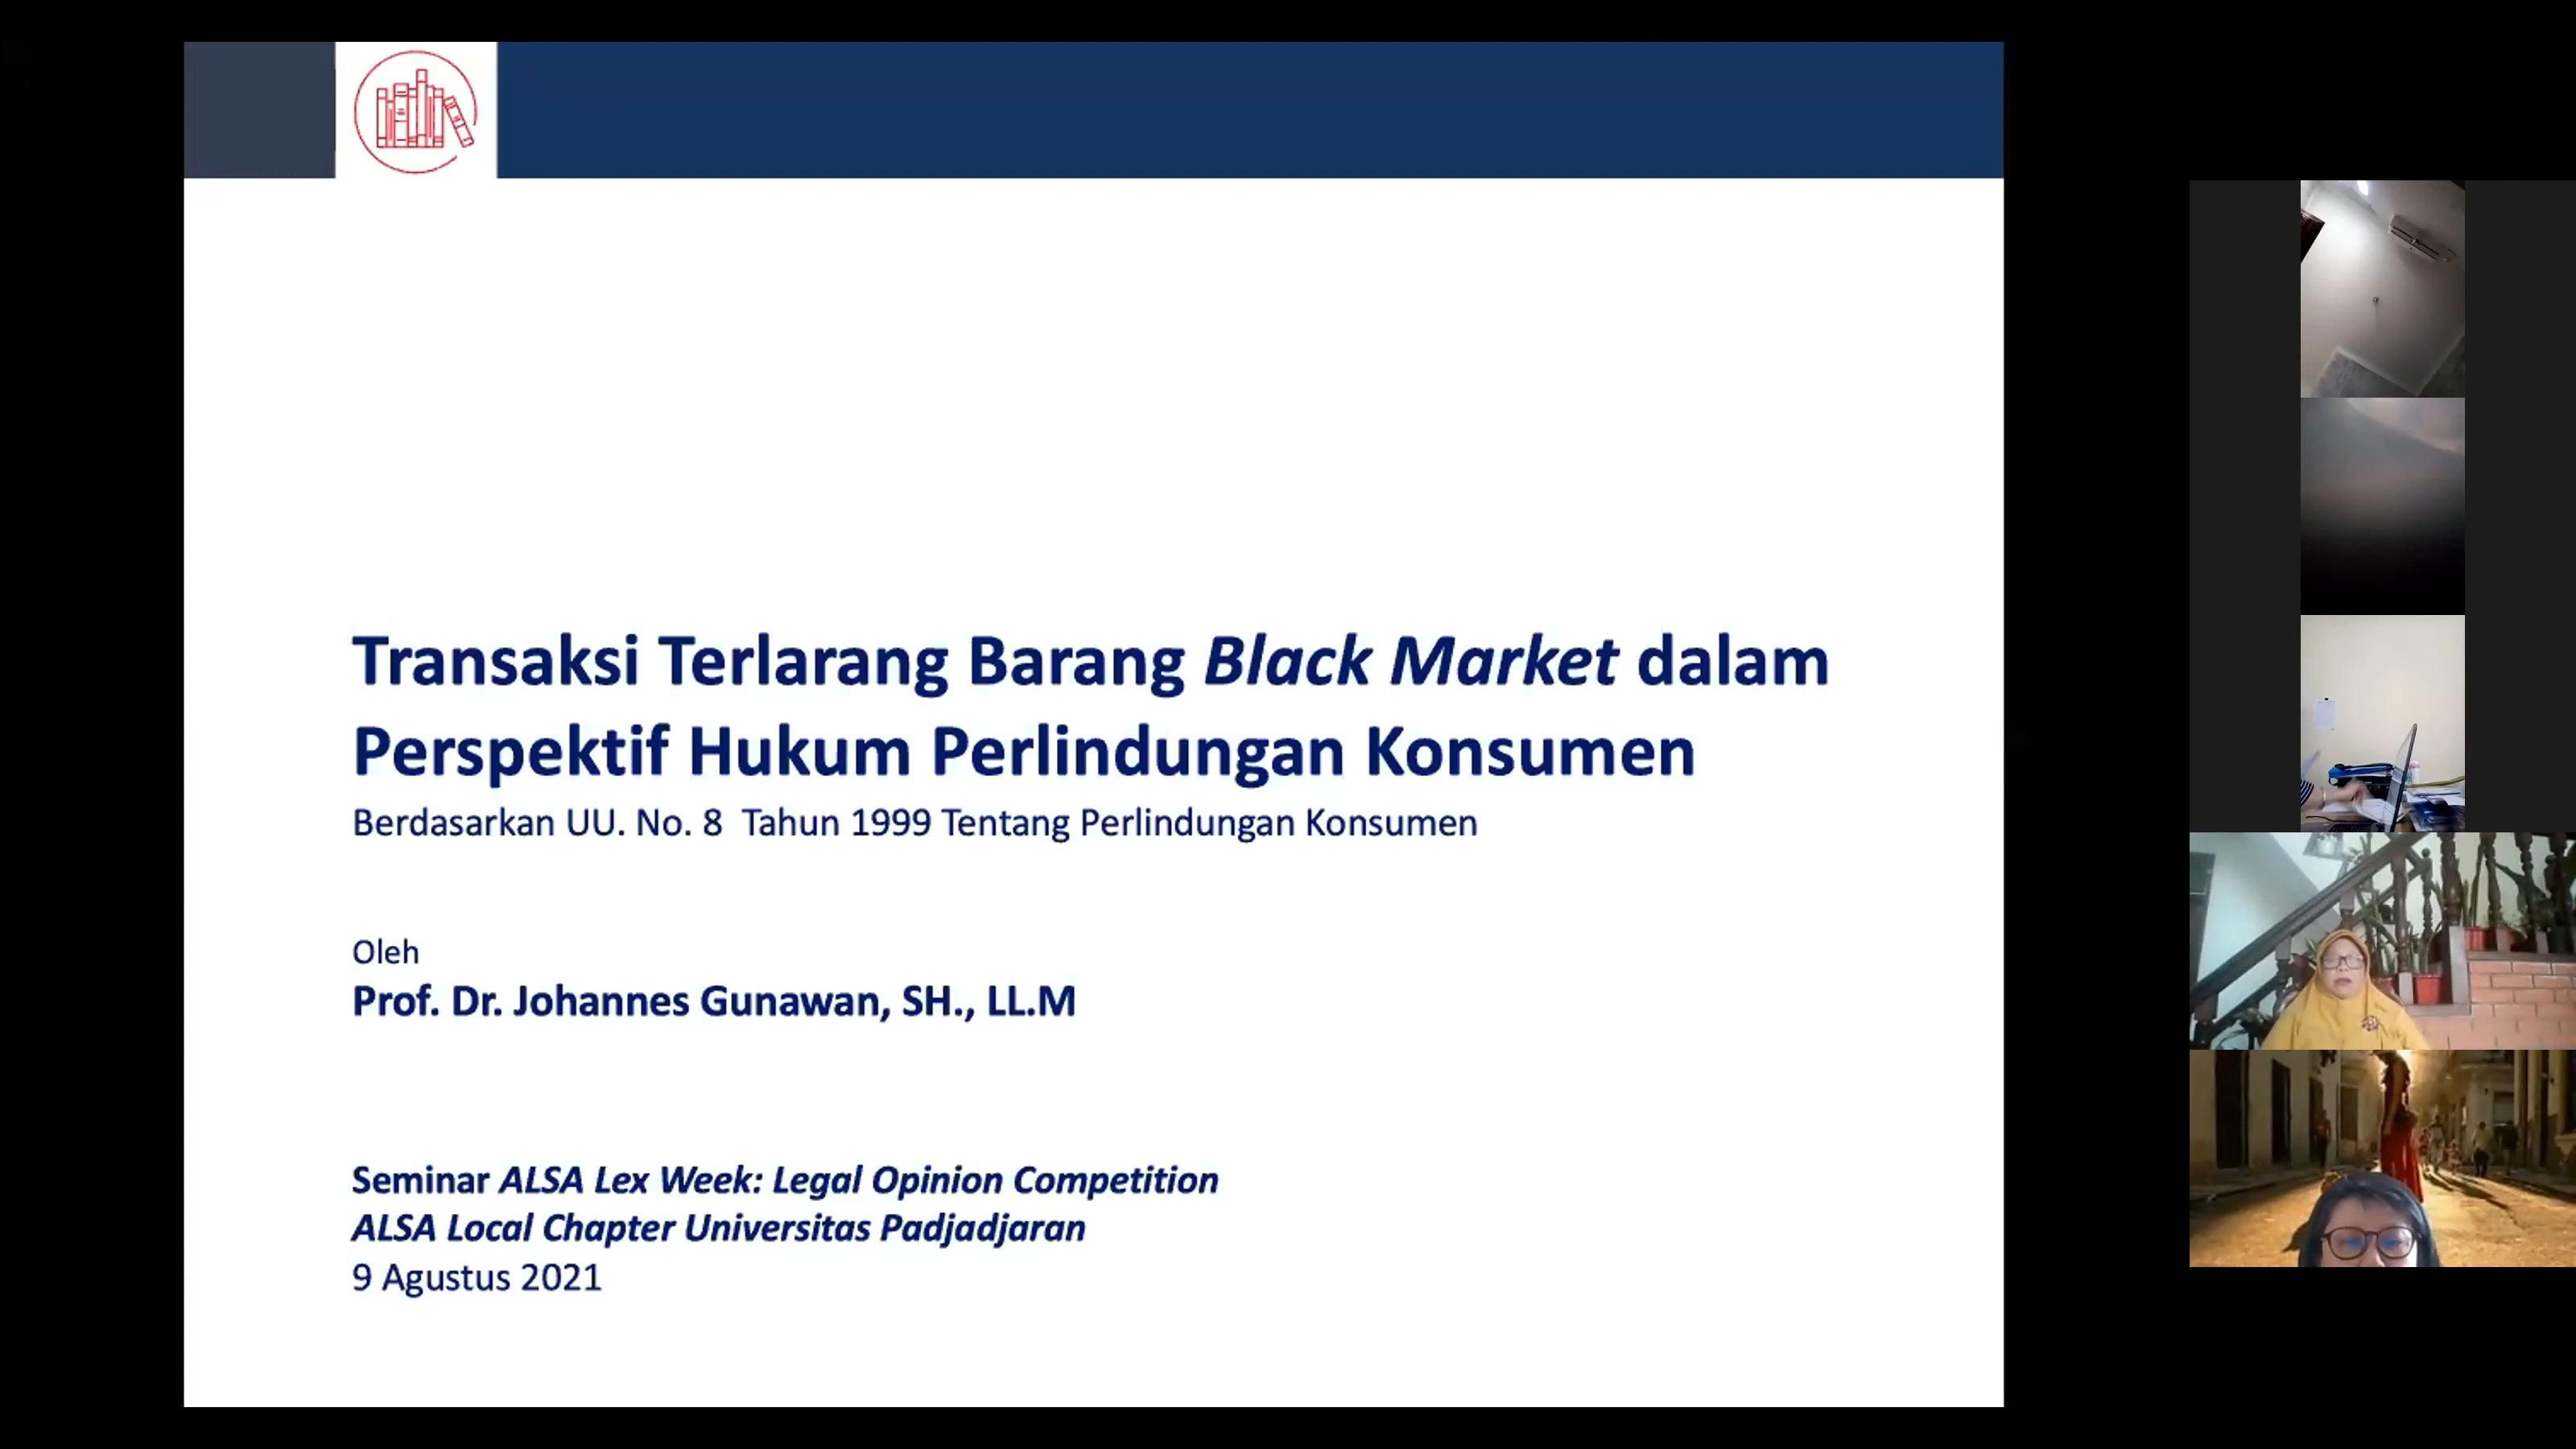 Transaksi Terlarang Barang Black Market dalam
Perspektif Hukum Perlindungan Konsumen
Berdasarkan UU. No. 8 Tahun 1999 Tentang Perlindungan Konsumen
Oleh
Prof. Dr. Johannes Gunawan, SH., LL.M
Seminar ALSA Lex Week: Legal Opinion Competition
ALSA Local Chapter Universitas Padjadjaran
9 Agustus 2021